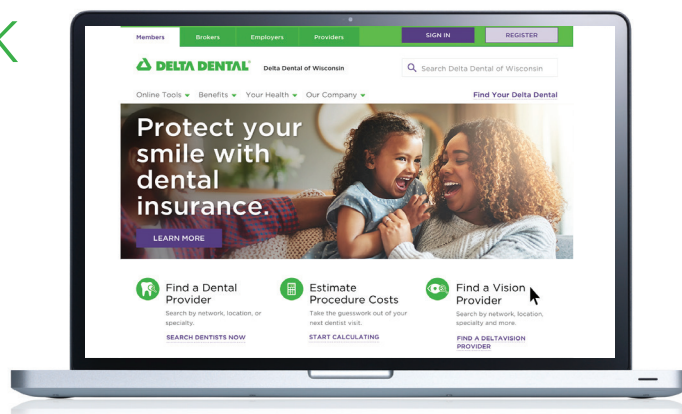 K
Members Brokers Employers Providers SIGN IN REGISTER
DELTA DENTAL® Delta Dental of Wisconsin Search Delta Dental of Wisconsin
Online Tools Benefits Your Health Our Company Find Your Delta Dental
Protect your
smile with
dental
insurance.
LEARN MORE
Find a Dental
Provider
Search by network, location, or
specialty.
SEARCH DENTISTS NOW
Estimate
Procedure Costs
Take the guesswork out of your
next dentist visit.
START CALCULATING
Find a Vision
Provider
Search by network, location,
specialty and more.
FIND A DELTAVISION
PROVIDER